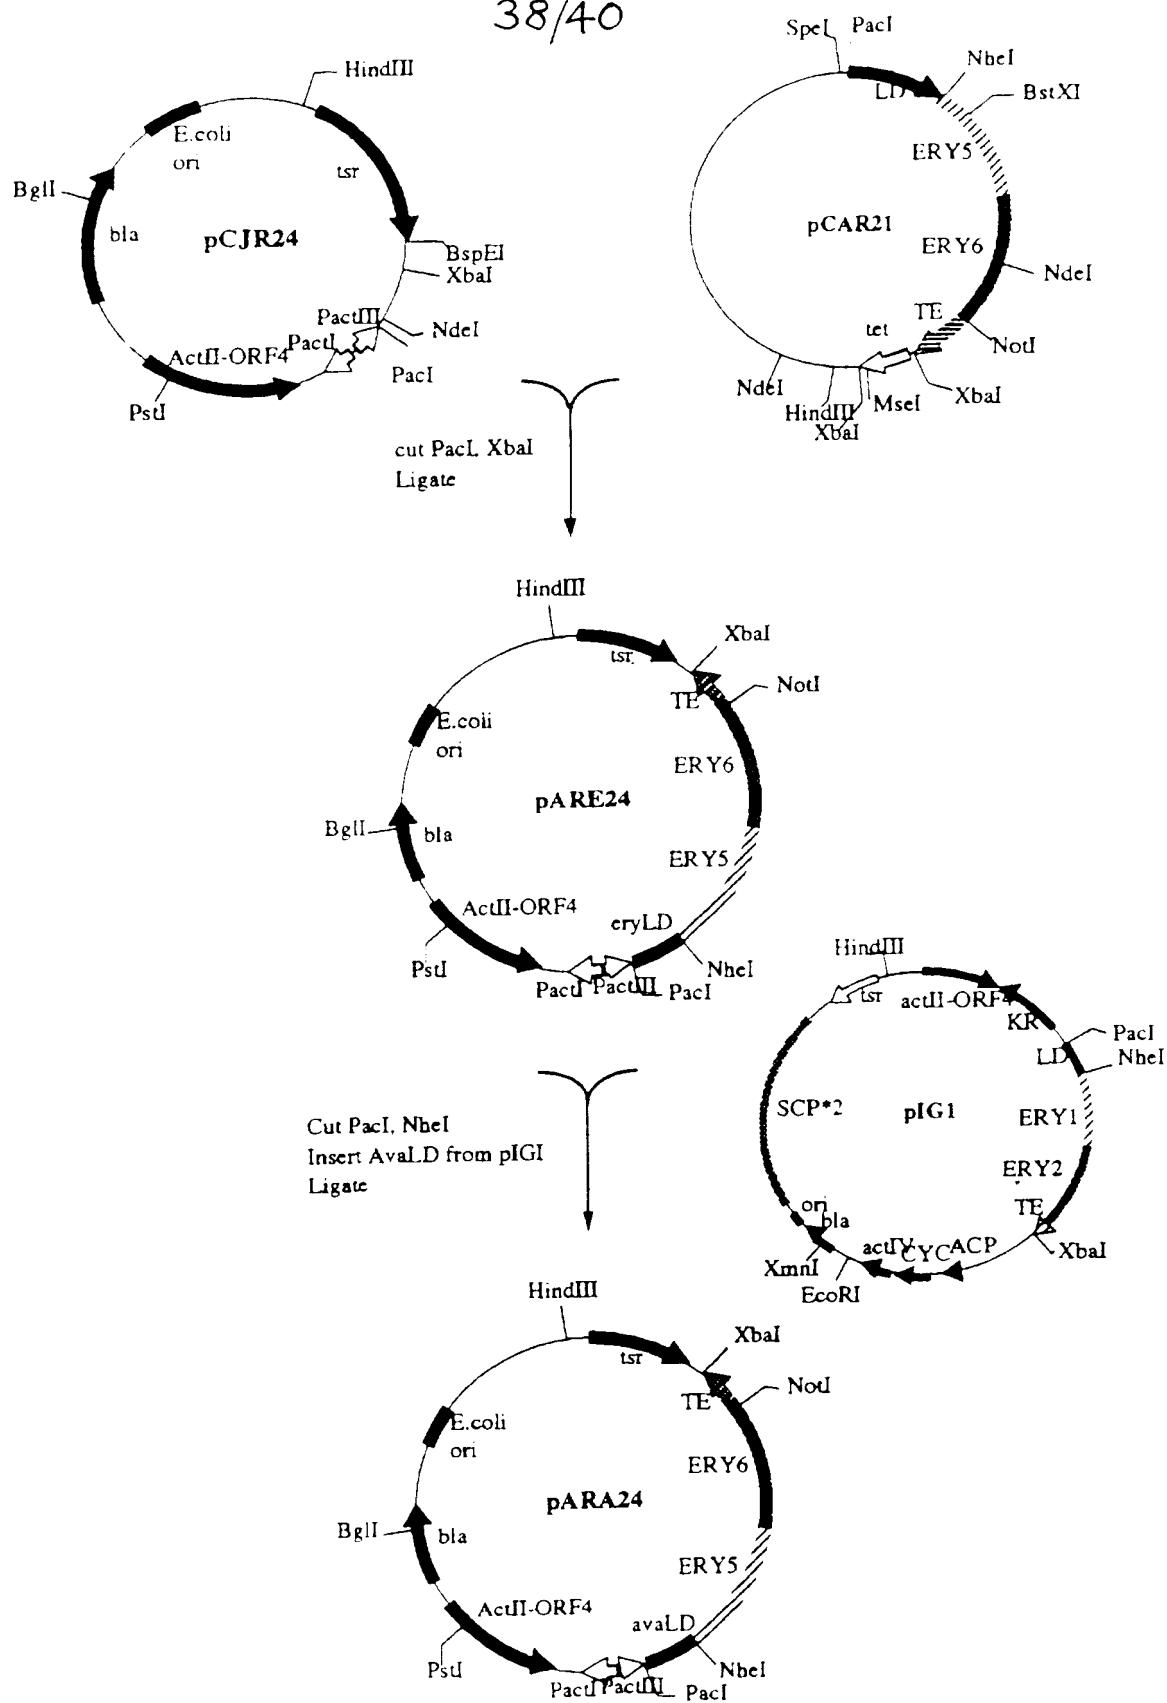 38/40
HindIII
E.coli
ori
tsr
BglI
bla
pCJR24
BspEI
XbaI
PactIII
PactI
NdeI
ActII-ORF4
PacI
PstI
SpeI PacI
NheI
LD
BstXI
ERY5
pCAR21
ERY6
NdeI
TE
tet
NotI
NdeI
HindIII
XbaI
MseI
XbaI
cut PacI, XbaI
Ligate
HindIII
XbaI
tsr
NotI
TE
E.coli
ori
ERY6
pARE24
BglI
bla
ERY5
ActII-ORF4
eryLD
PstI
NheI
PactI PactIII PacI
HindIII
tsr
actII-ORF4
KR
PacI
LD
NheI
SCP*2
pIG1
ERY1
ERY2
ori
bla
TE
actIV CYC ACP
XbaI
XmnI
EcoRI
Cut PacI, NheI
Insert AvaLD from pIGI
Ligate
HindIII
XbaI
tsr
NotI
TE
E.coli
ori
ERY6
pARA24
BglI
bla
ERY5
ActII-ORF4
avaLD
PstI
NheI
PactI PactIII PacI